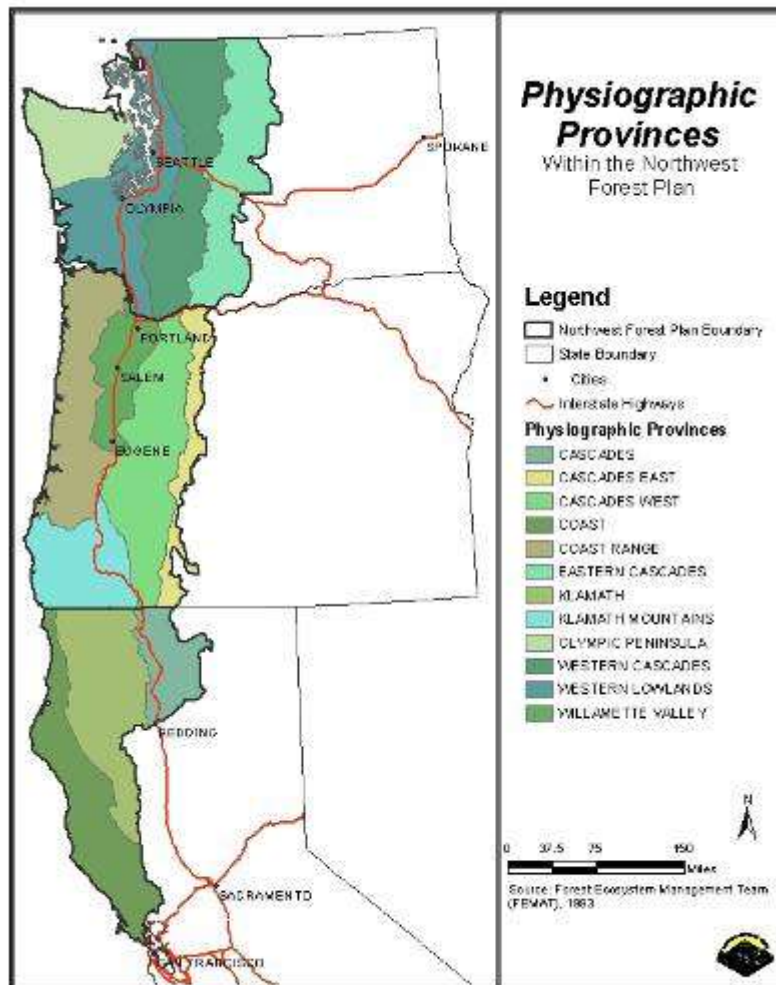 Physiographic
Provinces
Within the Northwest
Forest Plan
SPOKANE
SEATTLE
OLYMPIA
PORTLAND
SALEM
EUGENE
REDDING
SACRAMENTO
SAN FRANCISCO
Legend
Northwest Forest Plan Boundary
State Boundary
Cities
Interstate Highways
Physiographic Provinces
CASCADES
CASCADES EAST
CASCADES WEST
COAST
COAST RANGE
EASTERN CASCADES
KLAMATH
KLAMATH MOUNTAINS
OLYMPIC PENINSULA
WESTERN CASCADES
WESTERN LOWLANDS
WILLAMETTE VALLEY
N
0 37.5 75 150
Miles
Source: Forest Ecosystem Management Team
(FEMAT), 1993